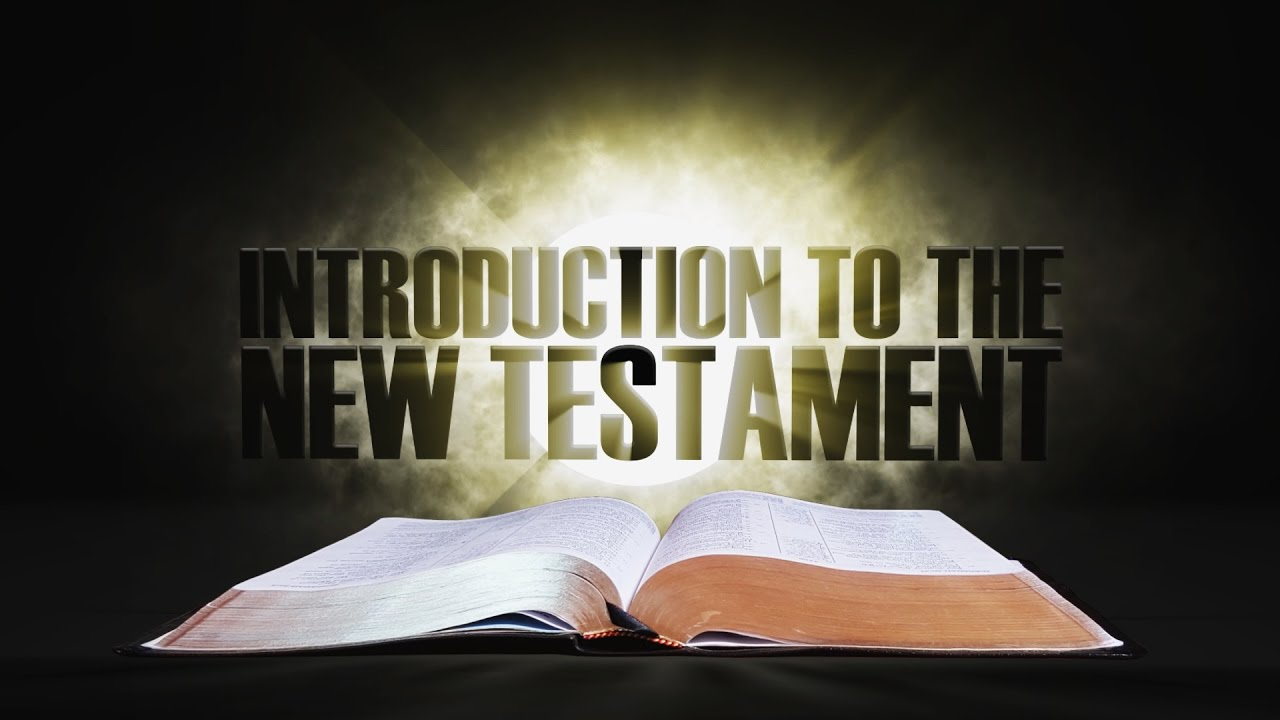 INTRODUCTION TO THE
NEW TESTAMENT